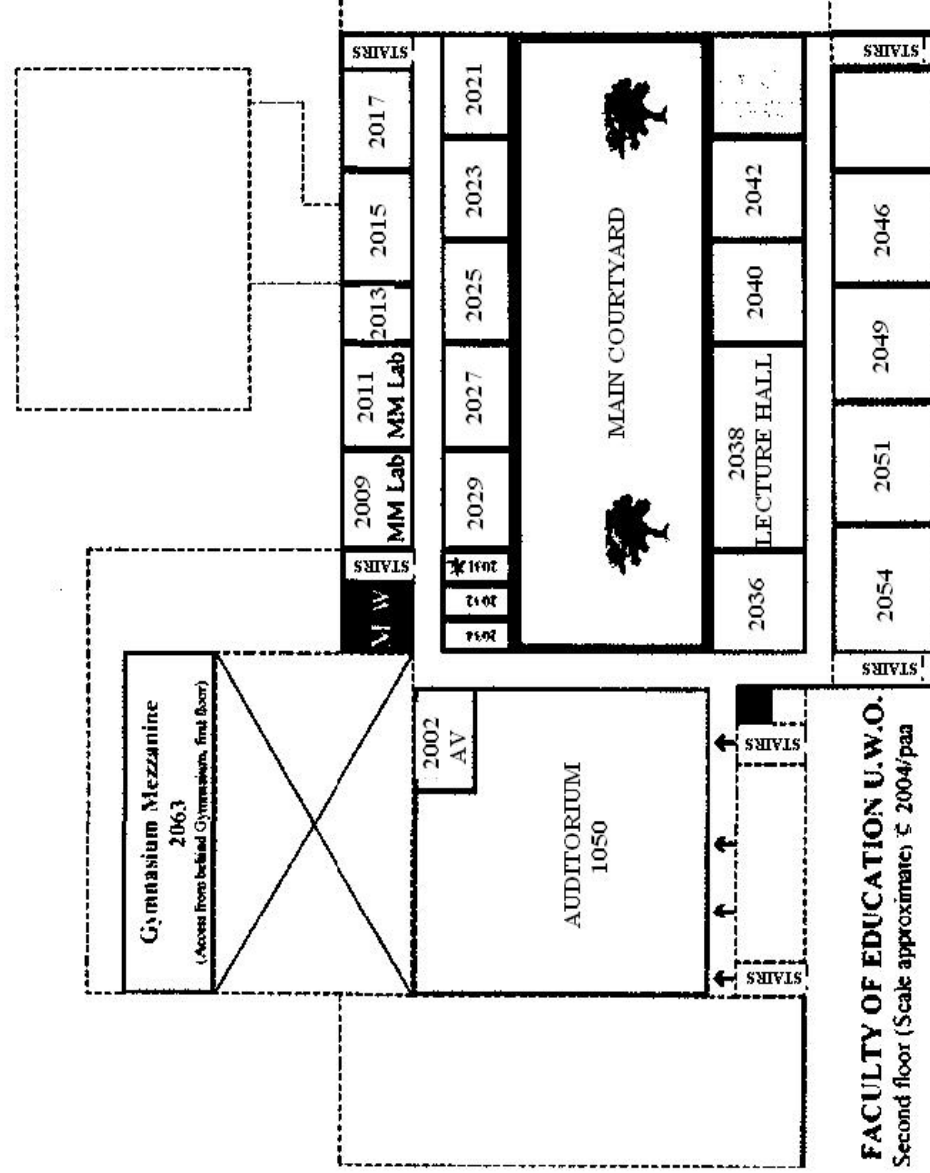 Gymnasium Mezzanine
2063
(Access from behind Gymnasium, first floor)
M W
STAIRS
2009
MM Lab
2011
MM Lab
2013
2015
2017
STAIRS
2031
2029
2027
2025
2023
2021
2002
AV
AUDITORIUM
1050
MAIN COURTYARD
2036
2038
LECTURE HALL
2040
2042
STAIRS
STAIRS
STAIRS
2054
2051
2049
2046
STAIRS
FACULTY OF EDUCATION U.W.O.
Second floor (Scale approximate) © 2004/paa